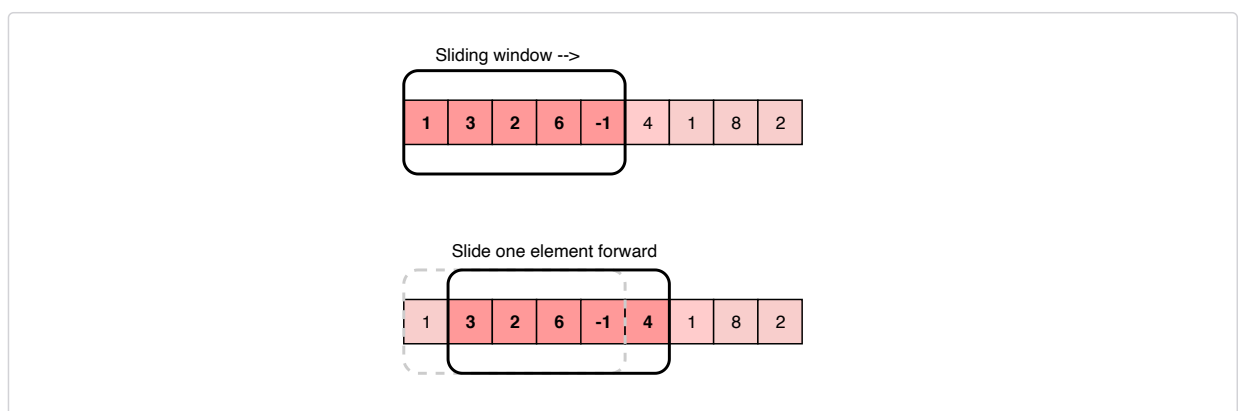 Sliding window -->
1 3 2 6 -1 4 1 8 2
Slide one element forward
1 3 2 6 -1 4 1 8 2